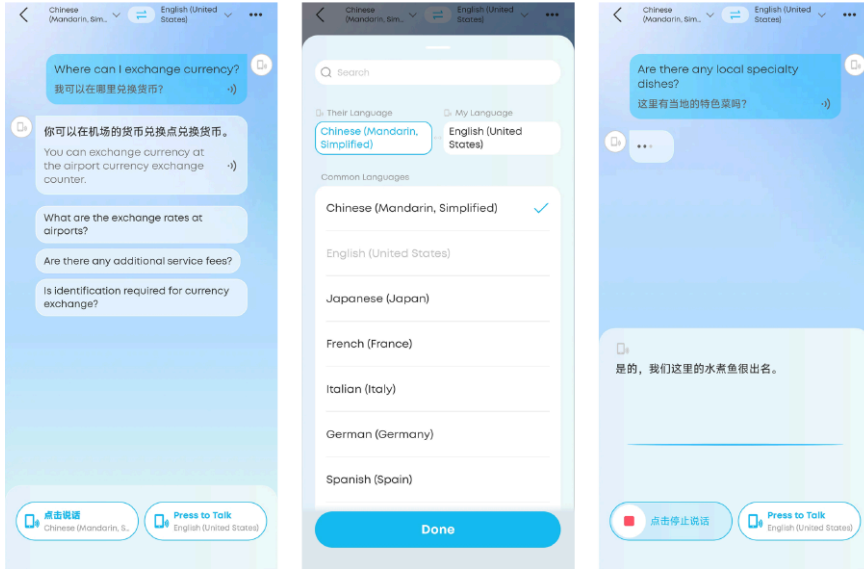 Chinese
(Mandarin, Sim..
English (United
States)
Where can I exchange currency?
我可以在哪里兑换货币?
你可以在机场的货币兑换点兑换货币。
You can exchange currency at
the airport currency exchange
counter.
What are the exchange rates at
airports?
Are there any additional service fees?
Is identification required for currency
exchange?
点击说话
Chinese (Mandarin, S..
Press to Talk
English (United States)
Chinese
(Mandarin, Sim..
English (United
States)
Search
Their Language
My Language
Chinese (Mandarin,
Simplified)
English (United
States)
Common Languages
Chinese (Mandarin, Simplified)
English (United States)
Japanese (Japan)
French (France)
Italian (Italy)
German (Germany)
Spanish (Spain)
Done
Chinese
(Mandarin, Sim..
English (United
States)
Are there any local specialty
dishes?
这里有当地的特色菜吗?
是的，我们这里的水煮鱼很出名。
点击停止说话
Press to Talk
English (United States)